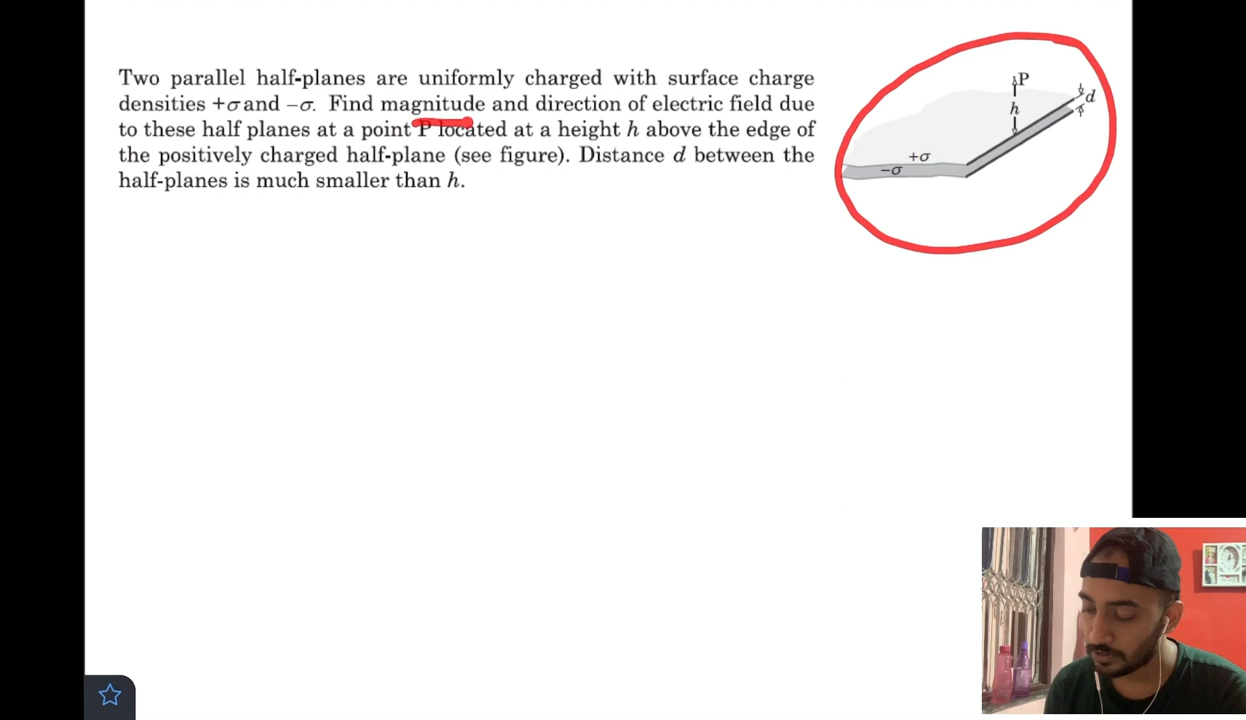 Two parallel half-planes are uniformly charged with surface charge
densities +σ and −σ. Find magnitude and direction of electric field due
to these half planes at a point P located at a height h above the edge of
the positively charged half-plane (see figure). Distance d between the
half-planes is much smaller than h.
P
d
h
+σ
−σ